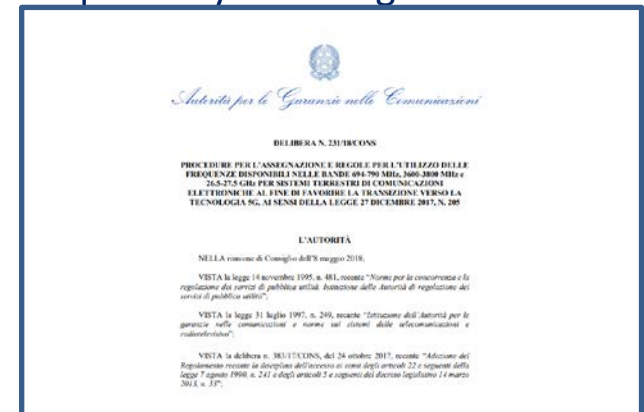 Autorità per le Garanzie nelle Comunicazioni
DELIBERA N. 231/18/CONS
PROCEDURE PER L'ASSEGNAZIONE E REGOLE PER L'UTILIZZO DELLE
FREQUENZE DISPONIBILI NELLE BANDE 694-790 MHz, 3600-3800 MHz e
26.5-27.5 GHz PER SISTEMI TERRESTRI DI COMUNICAZIONI
ELETTRONICHE AL FINE DI FAVORIRE LA TRANSIZIONE VERSO LA
TECNOLOGIA 5G, AI SENSI DELLA LEGGE 27 DICEMBRE 2017, N. 205
L'AUTORITÀ
NELLA riunione di Consiglio dell'8 maggio 2018;
VISTA la legge 14 novembre 1995, n. 481, recante "Norme per la concorrenza e la
regolazione dei servizi di pubblica utilità. Istituzione delle Autorità di regolazione dei
servizi di pubblica utilità";
VISTA la legge 31 luglio 1997, n. 249, recante "Istituzione dell'Autorità per le
garanzie nelle comunicazioni e norme sui sistemi delle telecomunicazioni e
radiotelevisivo";
VISTA la delibera n. 383/17/CONS, del 24 ottobre 2017, recante "Adozione del
Regolamento recante la disciplina dell'accesso ai sensi degli articoli 22 e seguenti della
legge 7 agosto 1990, n. 241 e degli articoli 5 e seguenti del decreto legislativo 14 marzo
2013, n. 33";